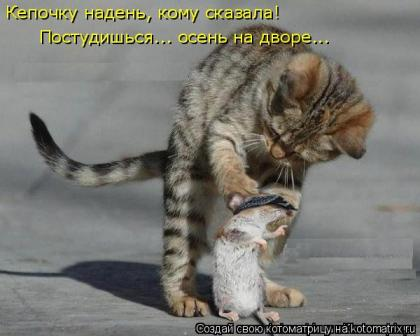 Кепочку надень, кому сказала!
Постудишься... осень на дворе...
Создай свою котоматрицу на kotomatrix.ru